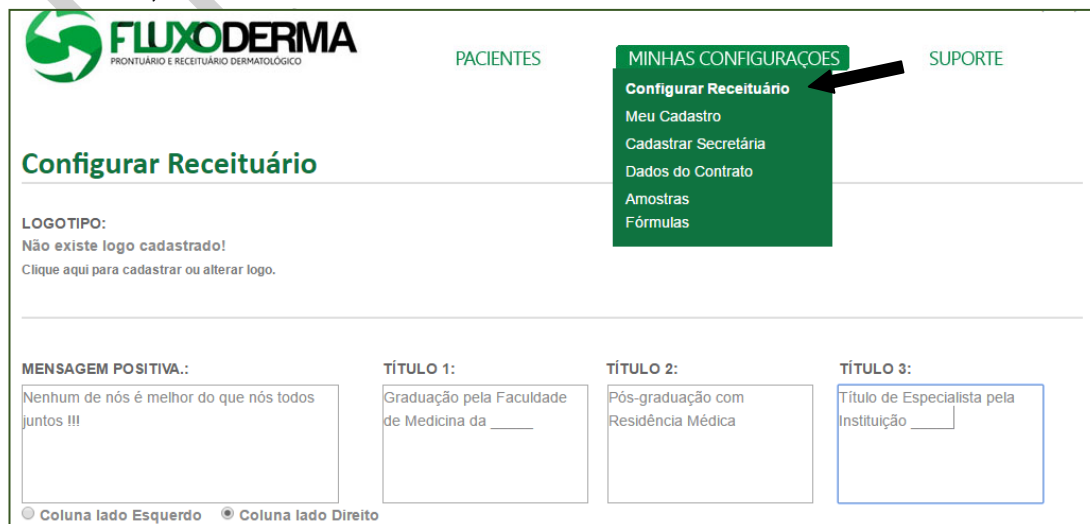 FLUXODERMA
PRONTUÁRIO E RECEITUÁRIO DERMATOLÓGICO
PACIENTES
MINHAS CONFIGURAÇOES
SUPORTE
Configurar Receituário
Meu Cadastro
Cadastrar Secretária
Dados do Contrato
Amostras
Fórmulas
Configurar Receituário
LOGOTIPO:
Não existe logo cadastrado!
Clique aqui para cadastrar ou alterar logo.
MENSAGEM POSITIVA.:
Nenhum de nós é melhor do que nós todos
juntos !!!
TÍTULO 1:
Graduação pela Faculdade
de Medicina da _____
TÍTULO 2:
Pós-graduação com
Residência Médica
TÍTULO 3:
Título de Especialista pela
Instituição _____
Coluna lado Esquerdo
Coluna lado Direito